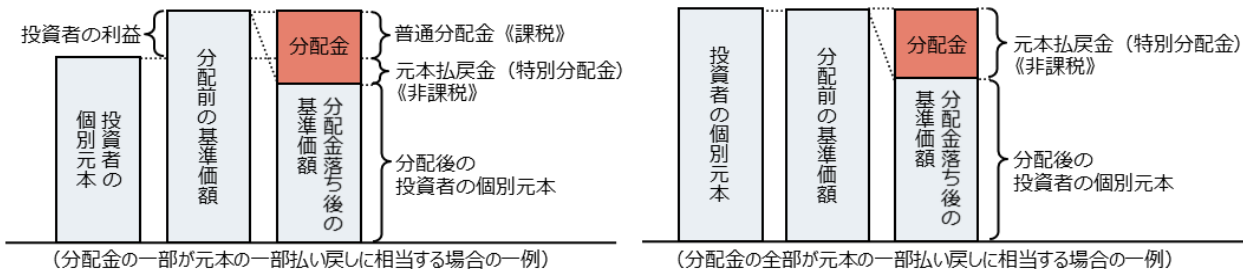 投資者の利益
投資者の
個別元本
分配前の基準価額
分配金
分配金落ち後の
基準価額
普通分配金《課税》
元本払戻金（特別分配金）
《非課税》
分配後の
投資者の個別元本
（分配金の一部が元本の一部払い戻しに相当する場合の一例）
投資者の個別元本
分配前の基準価額
分配金
分配金落ち後の
基準価額
元本払戻金（特別分配金）
《非課税》
分配後の
投資者の個別元本
（分配金の全部が元本の一部払い戻しに相当する場合の一例）